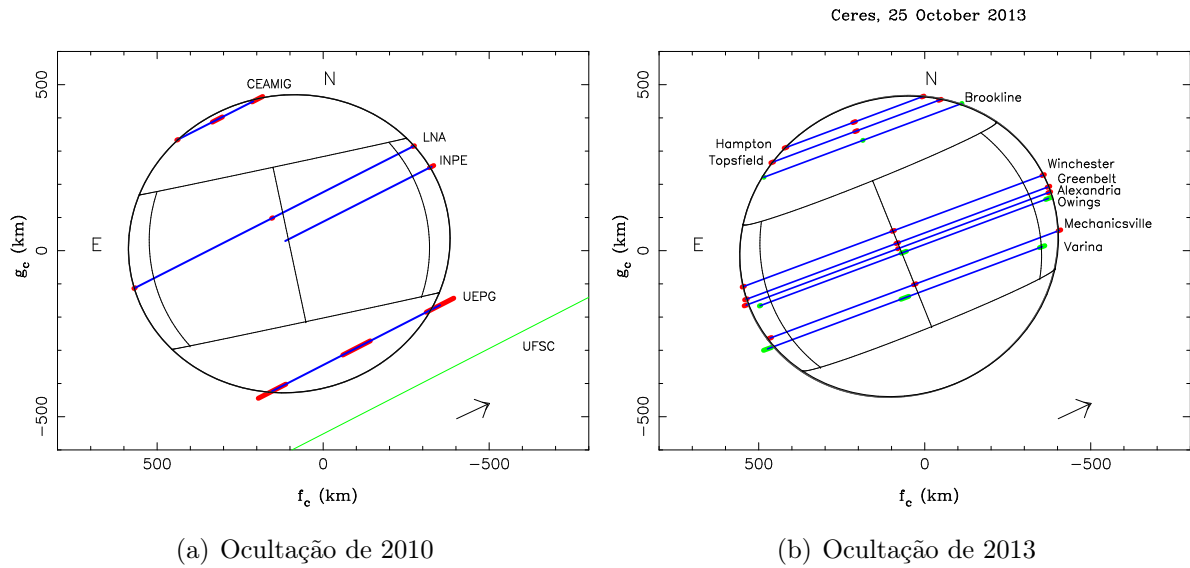 Ceres, 25 October 2013
N
CEAMIG
LNA
INPE
E
UEPG
UFSC
500
0
−500
g_c (km)
500
0
−500
f_c (km)
(a) Ocultação de 2010
N
Brookline
Hampton
Topsfield
Winchester
Greenbelt
Alexandria
Owings
E
Mechanicsville
Varina
500
0
−500
g_c (km)
500
0
−500
f_c (km)
(b) Ocultação de 2013